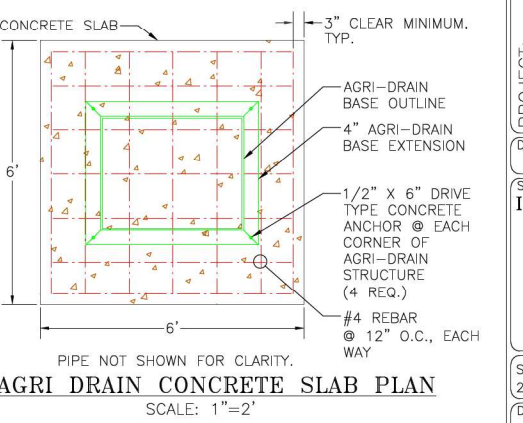 CONCRETE SLAB
3" CLEAR MINIMUM.
TYP.
AGRI-DRAIN
BASE OUTLINE
4" AGRI-DRAIN
BASE EXTENSION
6'
1/2" X 6" DRIVE
TYPE CONCRETE
ANCHOR @ EACH
CORNER OF
AGRI-DRAIN
STRUCTURE
(4 REQ.)
#4 REBAR
@ 12" O.C., EACH
WAY
6'
PIPE NOT SHOWN FOR CLARITY.
AGRI DRAIN CONCRETE SLAB PLAN
SCALE: 1"=2'